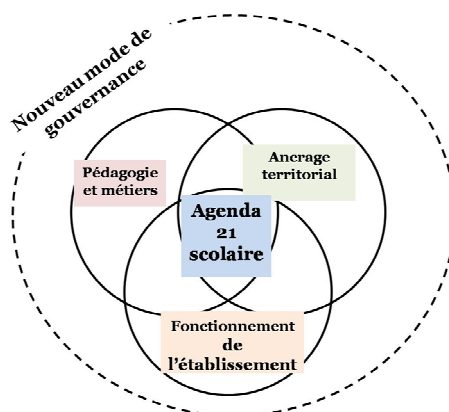 Nouveau mode de
gouvernance
Pédagogie
et métiers
Ancrage
territorial
Agenda
21
scolaire
Fonctionnement
de
l’établissement